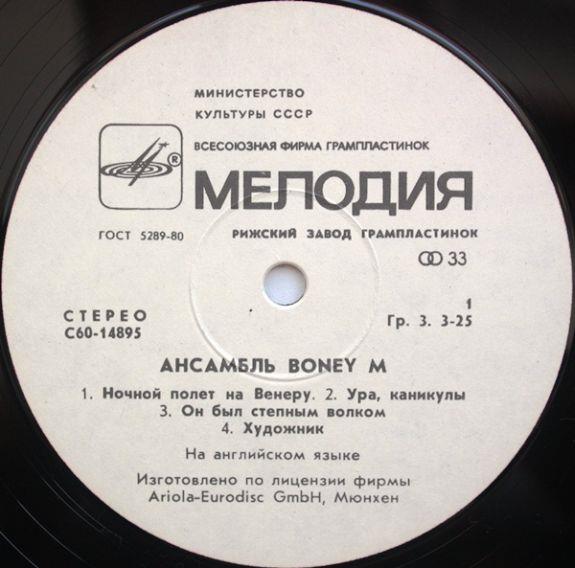 МИНИСТЕРСТВО
КУЛЬТУРЫ СССР
ВСЕСОЮЗНАЯ ФИРМА ГРАМПЛАСТИНОК
®
МЕЛОДИЯ
ГОСТ 5289-80
РИЖСКИЙ ЗАВОД ГРАМПЛАСТИНОК
33
СТЕРЕО
1
С60-14895
Гр. 3. 3-25
АНСАМБЛЬ BONEY M
1. Ночной полет на Венеру. 2. Ура, каникулы
3. Он был степным волком
4. Художник
На английском языке
Изготовлено по лицензии фирмы
Ariola-Eurodisc GmbH, Мюнхен